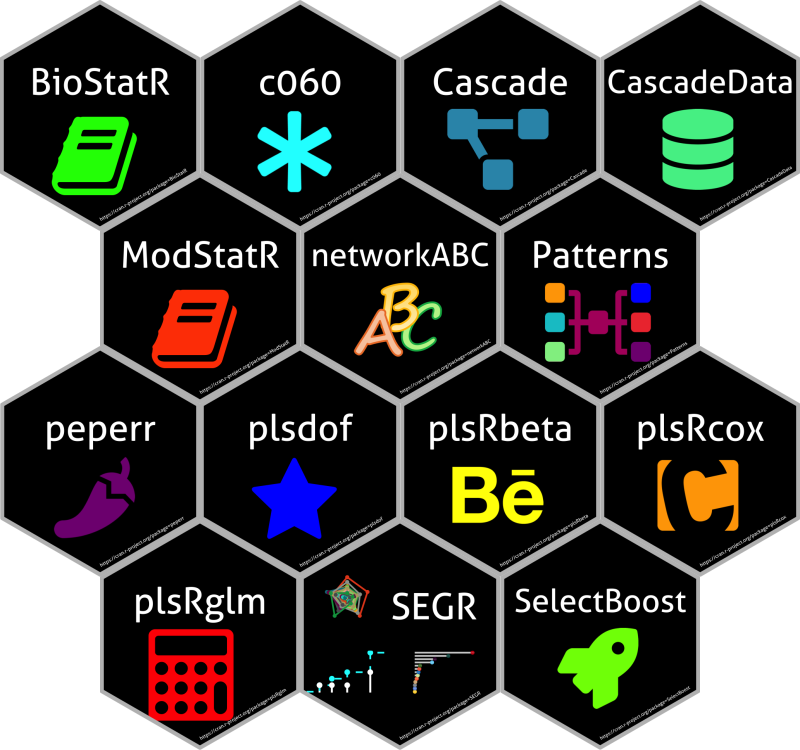 BioStatR
https://cran.r-project.org/package=BioStatR
c060
https://cran.r-project.org/package=c060
Cascade
https://cran.r-project.org/package=Cascade
CascadeData
https://cran.r-project.org/package=CascadeData
ModStatR
https://cran.r-project.org/package=ModStatR
networkABC
ABC
https://cran.r-project.org/package=networkABC
Patterns
https://cran.r-project.org/package=Patterns
peperr
https://cran.r-project.org/package=peperr
plsdof
https://cran.r-project.org/package=plsdof
plsRbeta
Bē
https://cran.r-project.org/package=plsRbeta
plsRcox
C
https://cran.r-project.org/package=plsRcox
plsRglm
https://cran.r-project.org/package=plsRglm
SEGR
https://cran.r-project.org/package=SEGR
SelectBoost
https://cran.r-project.org/package=SelectBoost